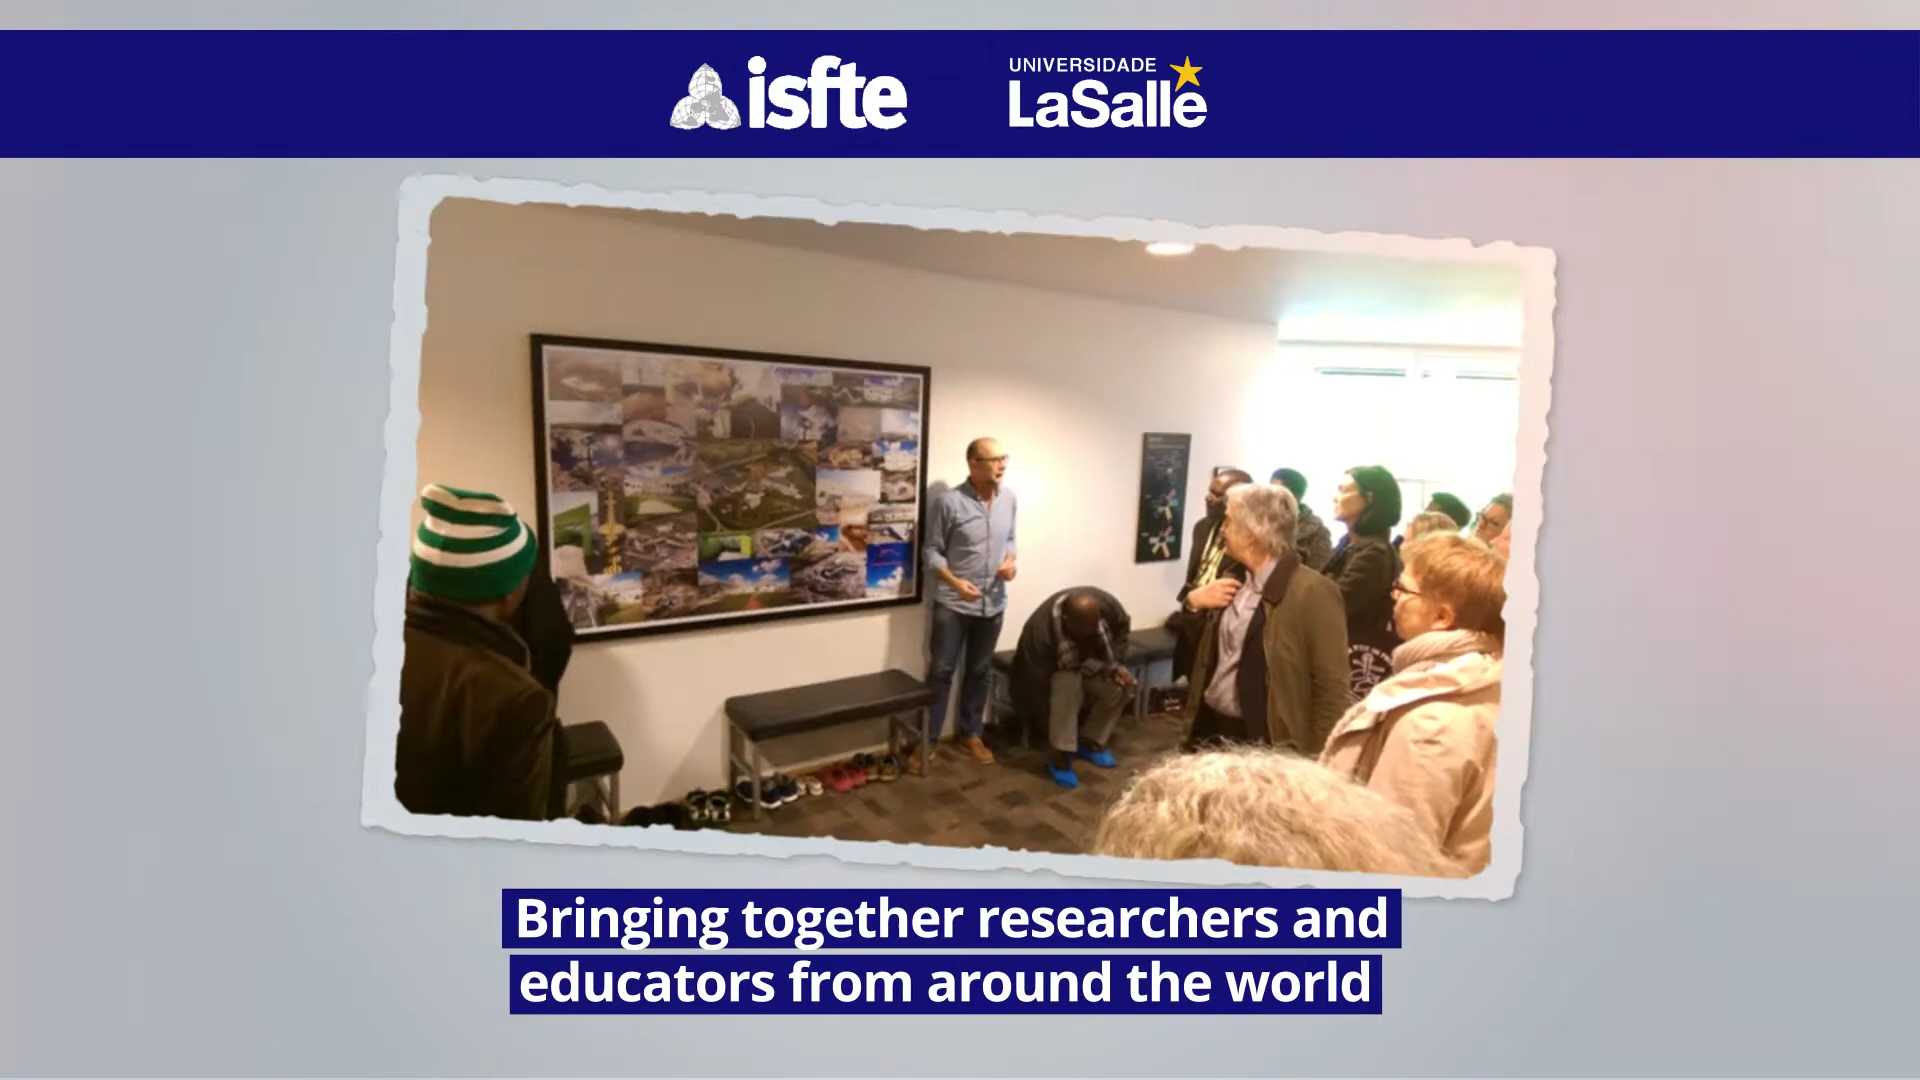 isfte
UNIVERSIDADE
LaSalle
Bringing together researchers and
educators from around the world